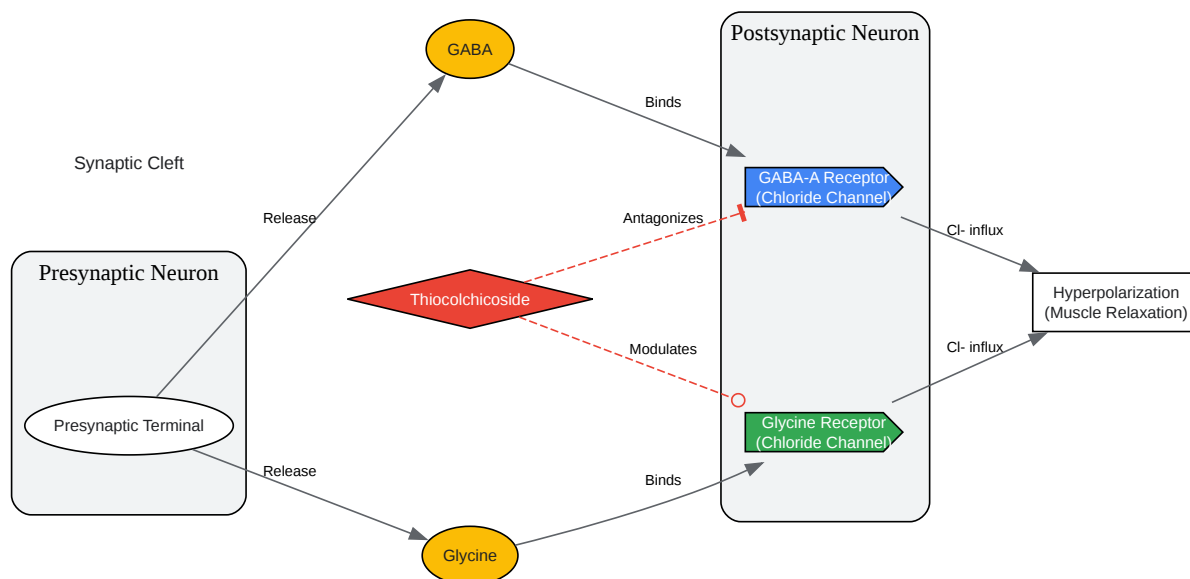 GABA
Postsynaptic Neuron
Binds
Synaptic Cleft
GABA-A Receptor
(Chloride Channel)
Release
Antagonizes
Cl- influx
Presynaptic Neuron
Thiocolchicoside
Hyperpolarization
(Muscle Relaxation)
Modulates
Cl- influx
Presynaptic Terminal
Glycine Receptor
(Chloride Channel)
Release
Binds
Glycine